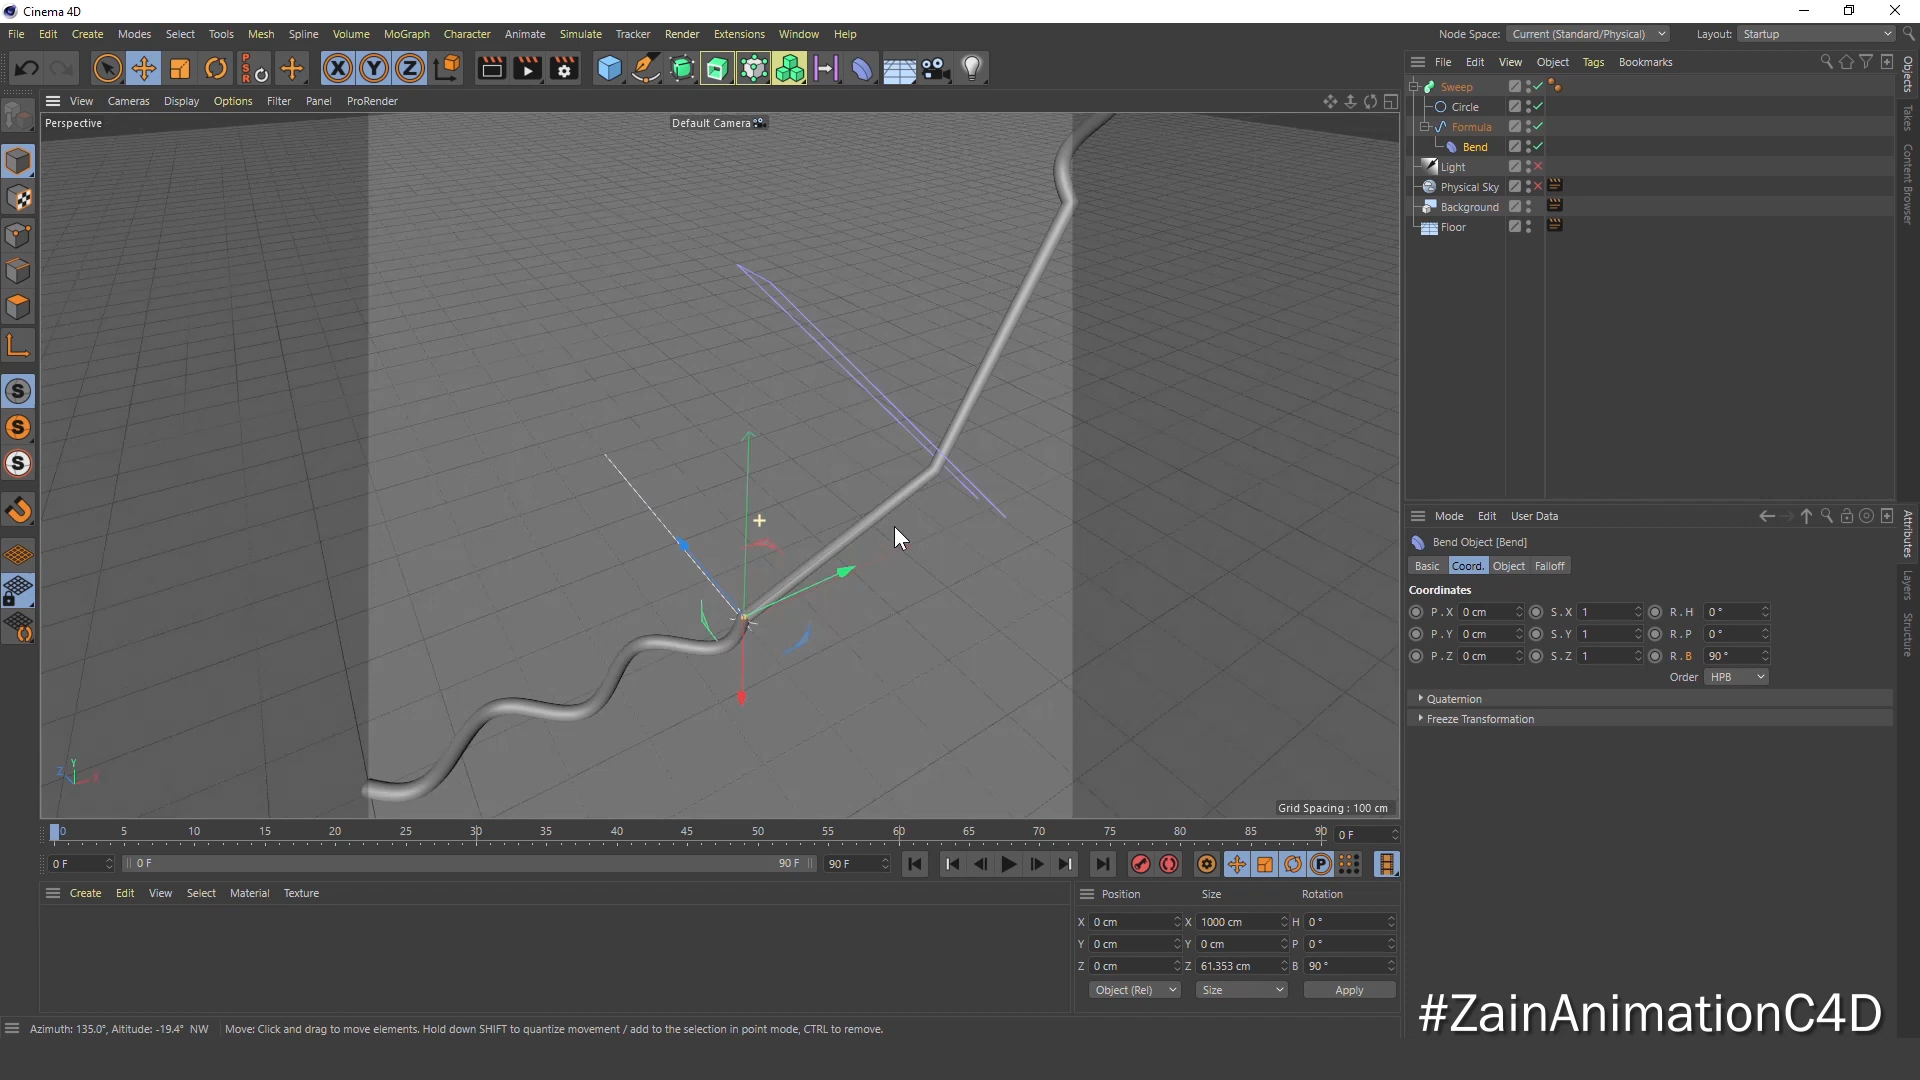 Cinema 4D
File Edit Create Modes Select Tools Mesh Spline Volume MoGraph Character Animate Simulate Tracker Render Extensions Window Help
Node Space: Current (Standard/Physical) Layout: Startup
PSR
X Y Z
View Cameras Display Options Filter Panel ProRender
Perspective
Default Camera
File Edit View Object Tags Bookmarks
Sweep
Circle
Formula
Bend
Light
Physical Sky
Background
Floor
Objects
Takes
Content Browser
S
S
S
Mode Edit User Data
Bend Object [Bend]
Basic Coord. Object Falloff
Coordinates
P . X 0 cm S . X 1 R . H 0 °
P . Y 0 cm S . Y 1 R . P 0 °
P . Z 0 cm S . Z 1 R . B 90 °
Order HPB
Quaternion
Freeze Transformation
Attributes
Layers
Structure
Z Y X
Grid Spacing : 100 cm
0 5 10 15 20 25 30 35 40 45 50 55 60 65 70 75 80 85 90 0 F
0 F 0 F 90 F 90 F
P
Create Edit View Select Material Texture
Position Size Rotation
X 0 cm X 1000 cm H 0 °
Y 0 cm Y 0 cm P 0 °
Z 0 cm Z 61.353 cm B 90 °
Object (Rel) Size Apply
#ZainAnimationC4D
Azimuth: 135.0°, Altitude: -19.4° NW Move: Click and drag to move elements. Hold down SHIFT to quantize movement / add to the selection in point mode, CTRL to remove.